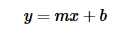 y = mx + b